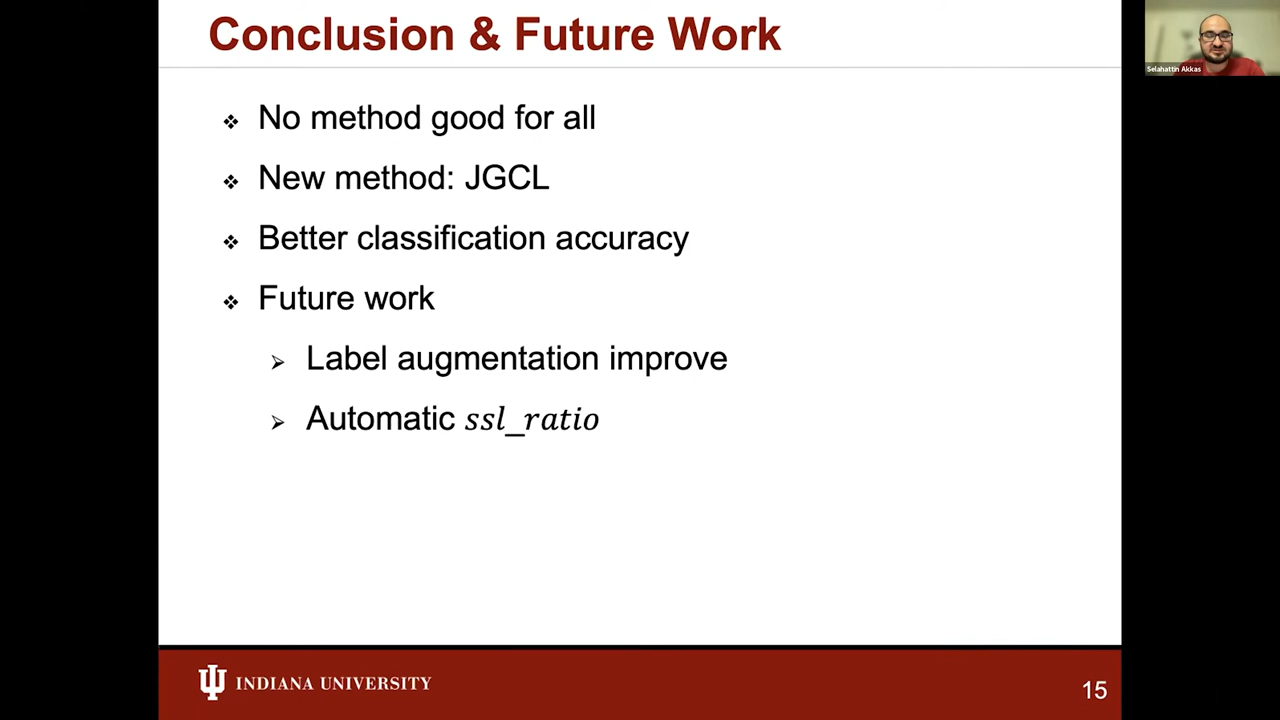 Conclusion & Future Work
Selahattin Akkas
No method good for all
New method: JGCL
Better classification accuracy
Future work
Label augmentation improve
Automatic ssl_ratio
INDIANA UNIVERSITY
15